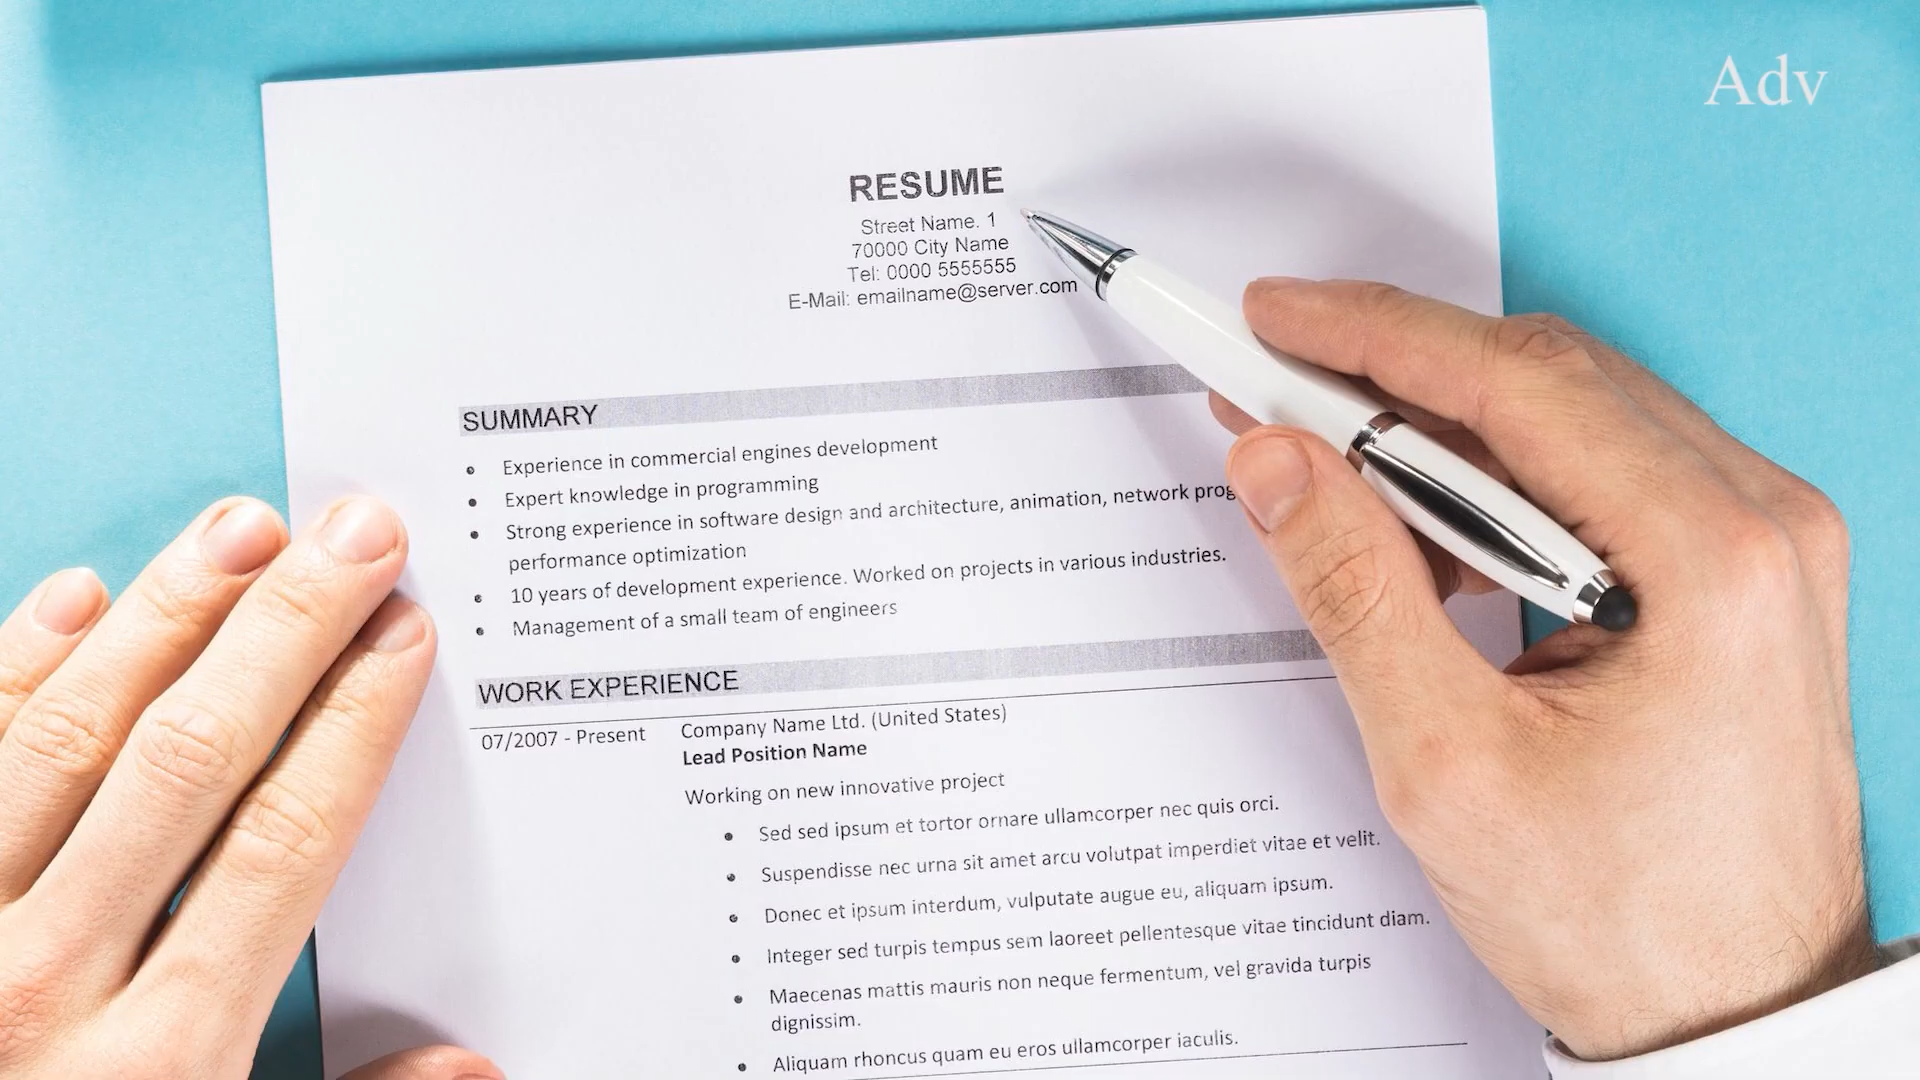 Adv
RESUME
Street Name. 1
70000 City Name
Tel: 0000 5555555
E-Mail: emailname@server.com
SUMMARY
• Experience in commercial engines development
• Expert knowledge in programming
• Strong experience in software design and architecture, animation, network
performance optimization
• 10 years of development experience. Worked on projects in various industries.
• Management of a small team of engineers
WORK EXPERIENCE
07/2007 - Present
Company Name Ltd. (United States)
Lead Position Name
Working on new innovative project
• Sed sed ipsum et tortor ornare ullamcorper nec quis orci.
• Suspendisse nec urna sit amet arcu volutpat imperdiet vitae et velit.
• Donec et ipsum interdum, vulputate augue eu, aliquam ipsum.
• Integer sed turpis tempus sem laoreet pellentesque vitae tincidunt diam.
• Maecenas mattis mauris non neque fermentum, vel gravida turpis
dignissim.
• Aliquam rhoncus quam eu eros ullamcorper iaculis.